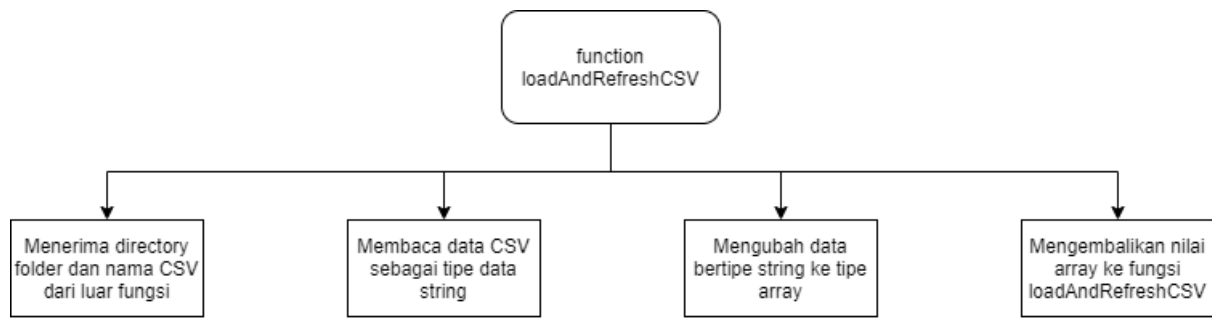 function
loadAndRefreshCSV
Menerima directory
folder dan nama CSV
dari luar fungsi
Membaca data CSV
sebagai tipe data
string
Mengubah data
bertipe string ke tipe
array
Mengembalikan nilai
array ke fungsi
loadAndRefreshCSV